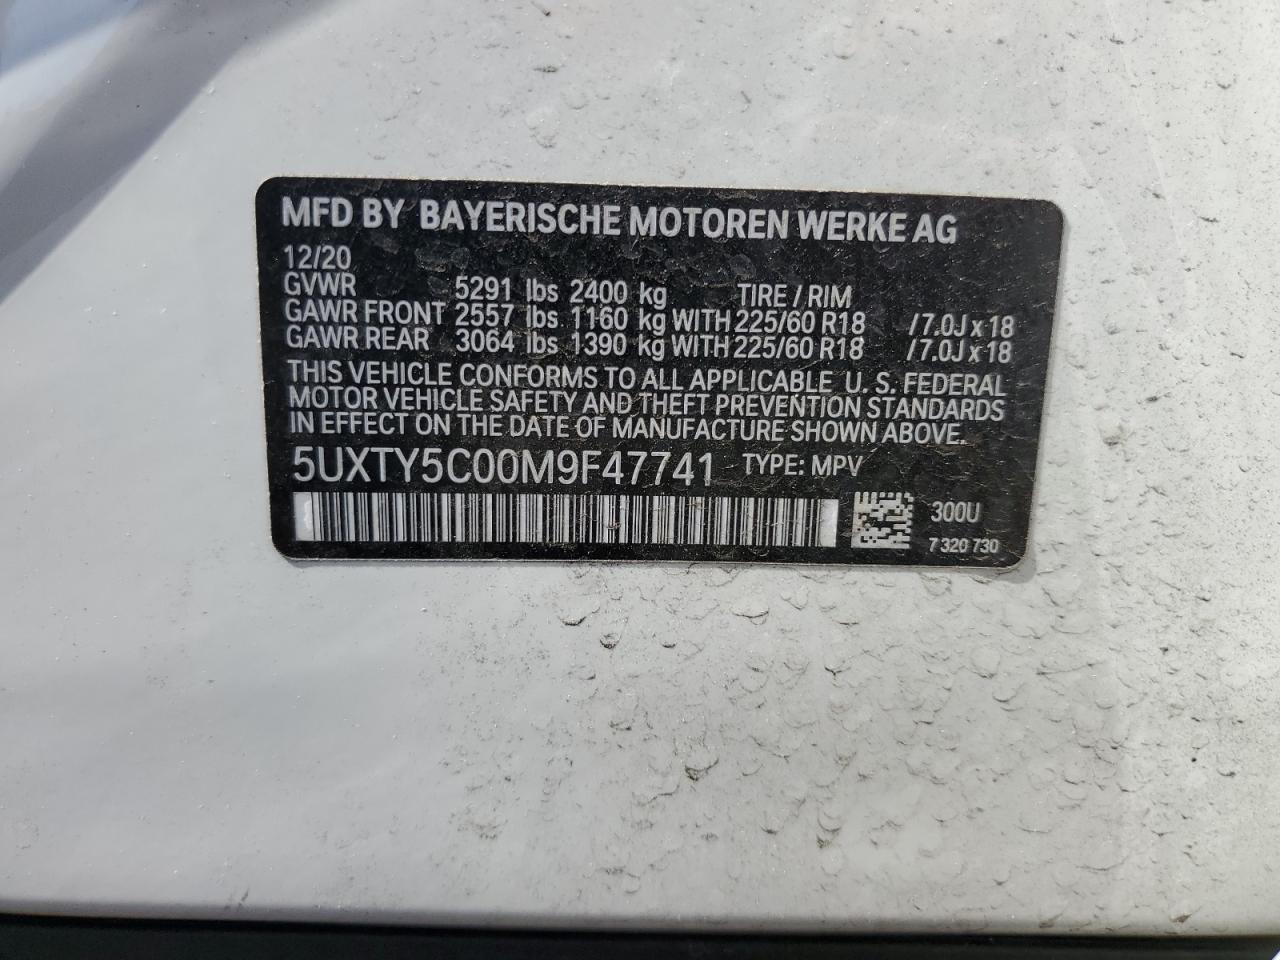 MFD BY BAYERISCHE MOTOREN WERKE AG
12/20
GVWR 5291 lbs 2400 kg TIRE / RIM
GAWR FRONT 2557 lbs 1160 kg WITH 225/60 R18 /7.0J x 18
GAWR REAR 3064 lbs 1390 kg WITH 225/60 R18 /7.0J x 18
THIS VEHICLE CONFORMS TO ALL APPLICABLE U. S. FEDERAL
MOTOR VEHICLE SAFETY AND THEFT PREVENTION STANDARDS
IN EFFECT ON THE DATE OF MANUFACTURE SHOWN ABOVE.
5UXTY5C00M9F47741 TYPE: MPV
300U
7 320 730